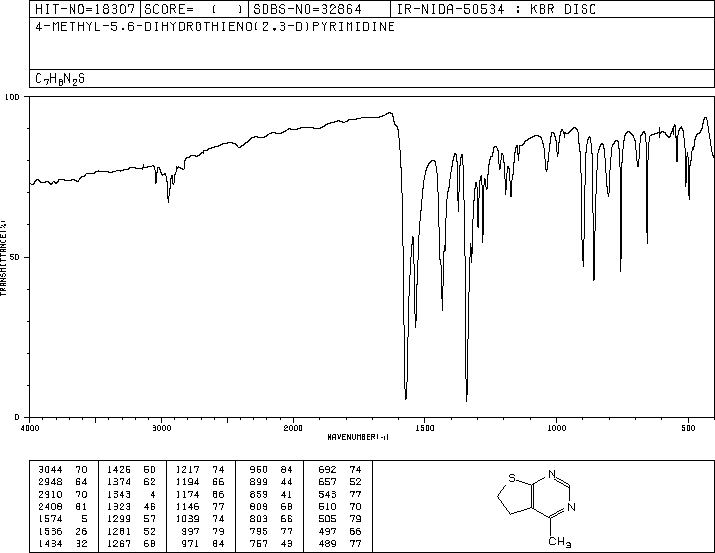 HIT-NO=18307 SCORE= ( ) SDBS-NO=32864 IR-NIDA-50534 : KBR DISC
4-METHYL-5.6-DIHYDROTHIENO(2.3-D)PYRIMIDINE
C7H8N2S
100
50
0
TRANSMITTANCE(%)
4000 3000 2000 1500 1000 500
WAVENUMBER(-1)
3044 70 1426 60 1217 74 960 84 692 74
2948 64 1374 62 1194 66 899 44 657 52
2910 70 1343 4 1174 66 859 41 543 77
2408 81 1323 46 1146 77 809 68 510 70
1574 5 1299 57 1039 74 803 66 505 79
1536 26 1281 52 997 79 795 77 497 66
1434 32 1267 68 971 84 757 43 489 77
S N
N
CH3